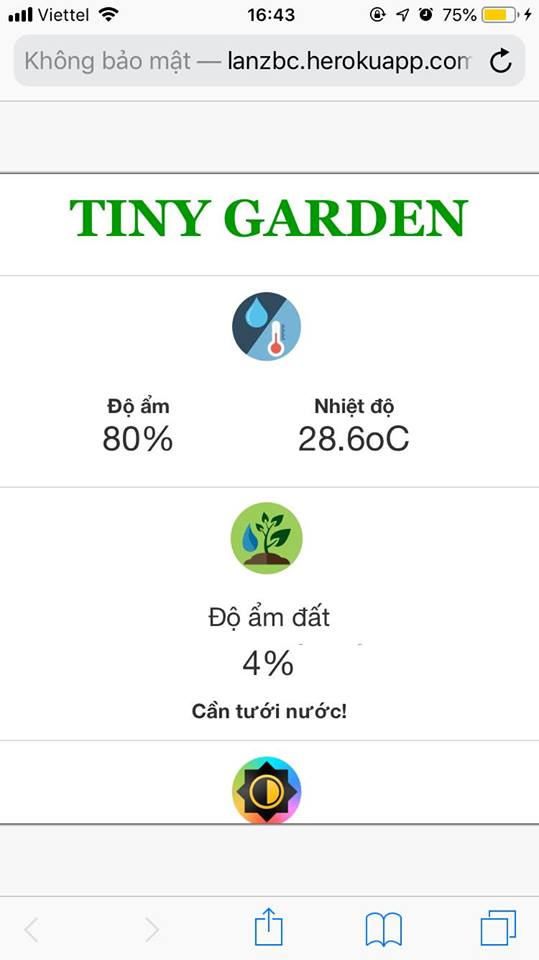 Viettel 16:43 75%
Không bảo mật — lanzbc.herokuapp.com
TINY GARDEN
Độ ẩm Nhiệt độ
80% 28.6oC
Độ ẩm đất
4%
Cần tưới nước!